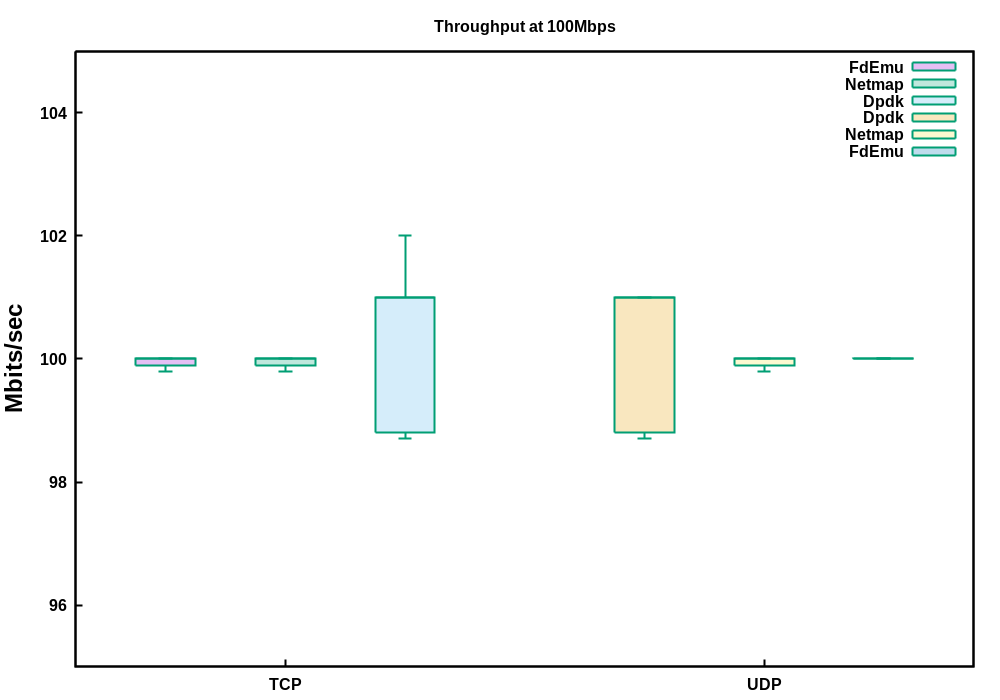 Throughput at 100Mbps
FdEmu
Netmap
Dpdk
Dpdk
Netmap
FdEmu
104
102
100
98
96
Mbits/sec
TCP
UDP